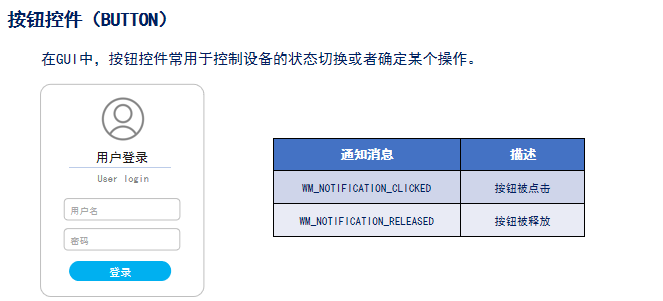 按钮控件（BUTTON）
在GUI中，按钮控件常用于控制设备的状态切换或者确定某个操作。
用户登录
User login
用户名
密码
登录
通知消息 描述
WM_NOTIFICATION_CLICKED 按钮被点击
WM_NOTIFICATION_RELEASED 按钮被释放